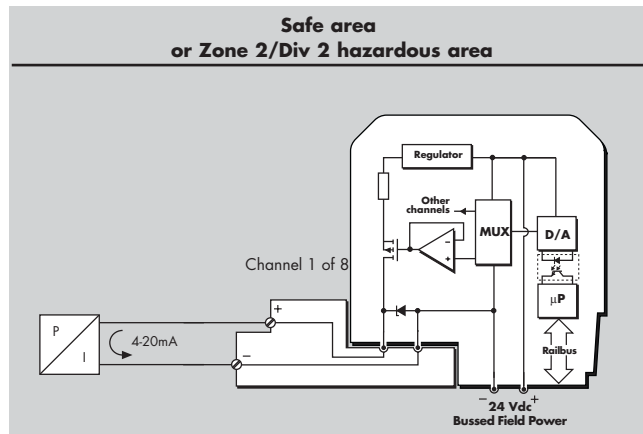 Safe area
or Zone 2/Div 2 hazardous area
Regulator
Other
channels
MUX
D/A
Channel 1 of 8
−
+
µP
P
I
4-20mA
+
−
Railbus
− 24 Vdc +
Bussed Field Power